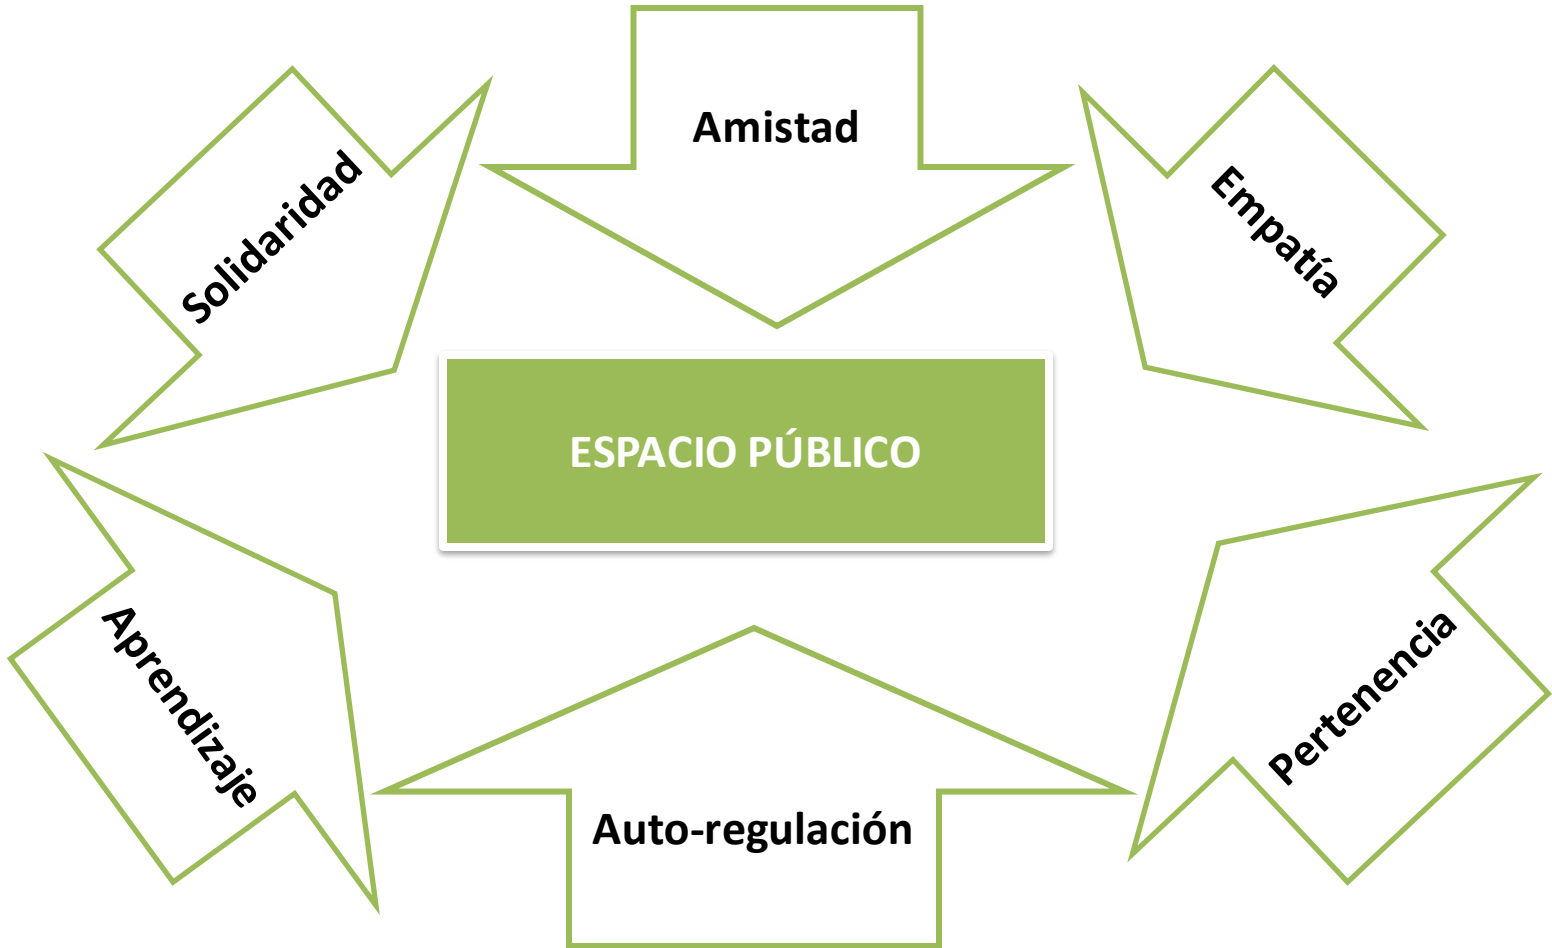 Amistad
Solidaridad
Empatía
ESPACIO PÚBLICO
Aprendizaje
Pertenencia
Auto-regulación